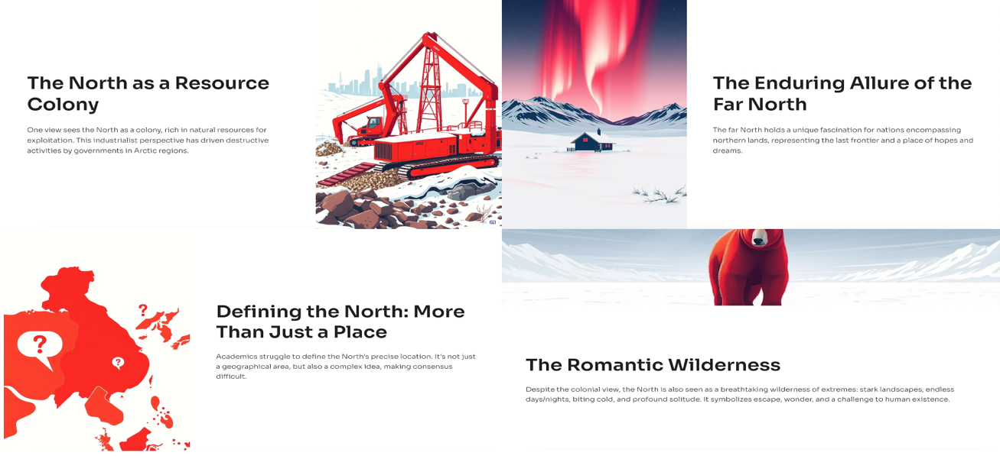 The North as a Resource
Colony
One view sees the North as a colony, rich in natural resources for
exploitation. This industrialist perspective has driven destructive
activities by governments in Arctic regions.
The Enduring Allure of the
Far North
The far North holds a unique fascination for nations encompassing
northern lands, representing the last frontier and a place of hopes and
dreams.
?
?
?
Defining the North: More
Than Just a Place
Academics struggle to define the North's precise location. It's not just
a geographical area, but also a complex idea, making consensus
difficult.
The Romantic Wilderness
Despite the colonial view, the North is also seen as a breathtaking wilderness of extremes: stark landscapes, endless
days/nights, biting cold, and profound solitude. It symbolizes escape, wonder, and a challenge to human existence.